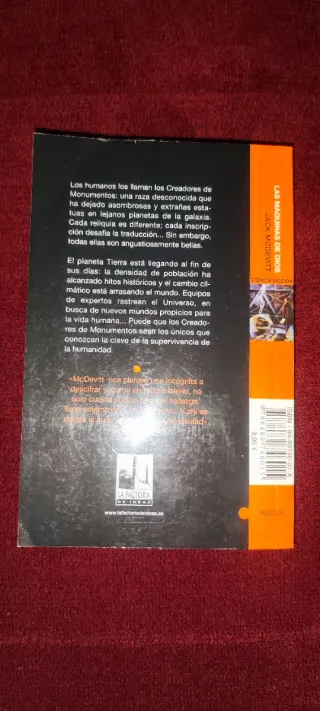 Los humanos los llaman los Creadores de
Monumentos: una raza desconocida que
ha dejado asombrosas y extrañas esta-
tuas en lejanos planetas de la galaxia.
Cada reliquia es diferente; cada inscrip-
ción desafía la traducción... Sin embargo,
todas ellas son angustiosamente bellas.
El planeta Tierra está llegando al fin de
sus días: la densidad de población ha
alcanzado hitos históricos y el cambio cli-
mático está arrasando el mundo. Equipos
de expertos rastrean el Universo, en
busca de nuevos mundos propicios para
la vida humana... Puede que los Creado-
res de Monumentos sean los únicos que
conozcan la clave de la supervivencia de
la humanidad.
«McDevitt nos plantea una incógnita a
descifrar
LA FACTORÍA
DE IDEAS
www.lafactoriadeideas.es
LAS MÁQUINAS DE DIOS
JACK McDEVITT
ISBN
9,95 €